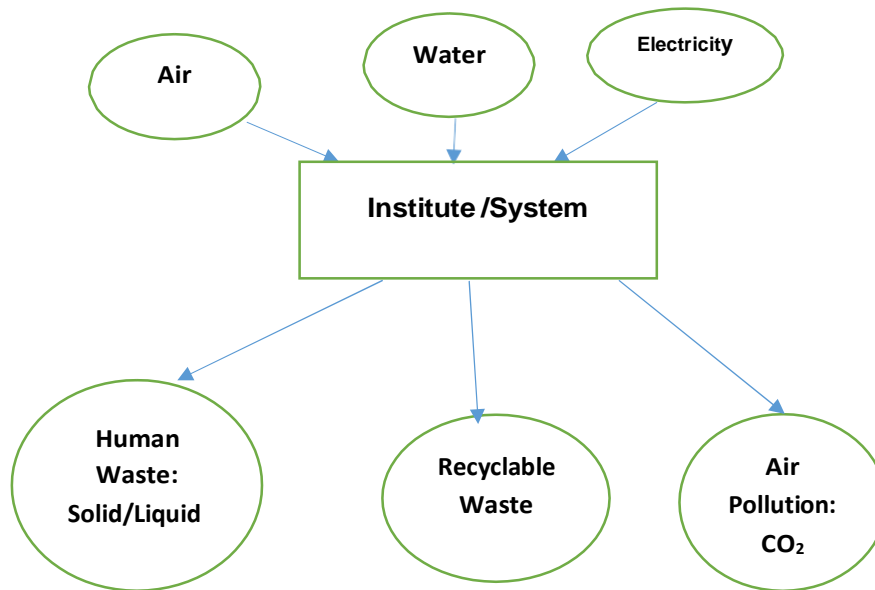 Air
Water
Electricity
Institute /System
Human
Waste:
Solid/Liquid
Recyclable
Waste
Air
Pollution:
CO₂